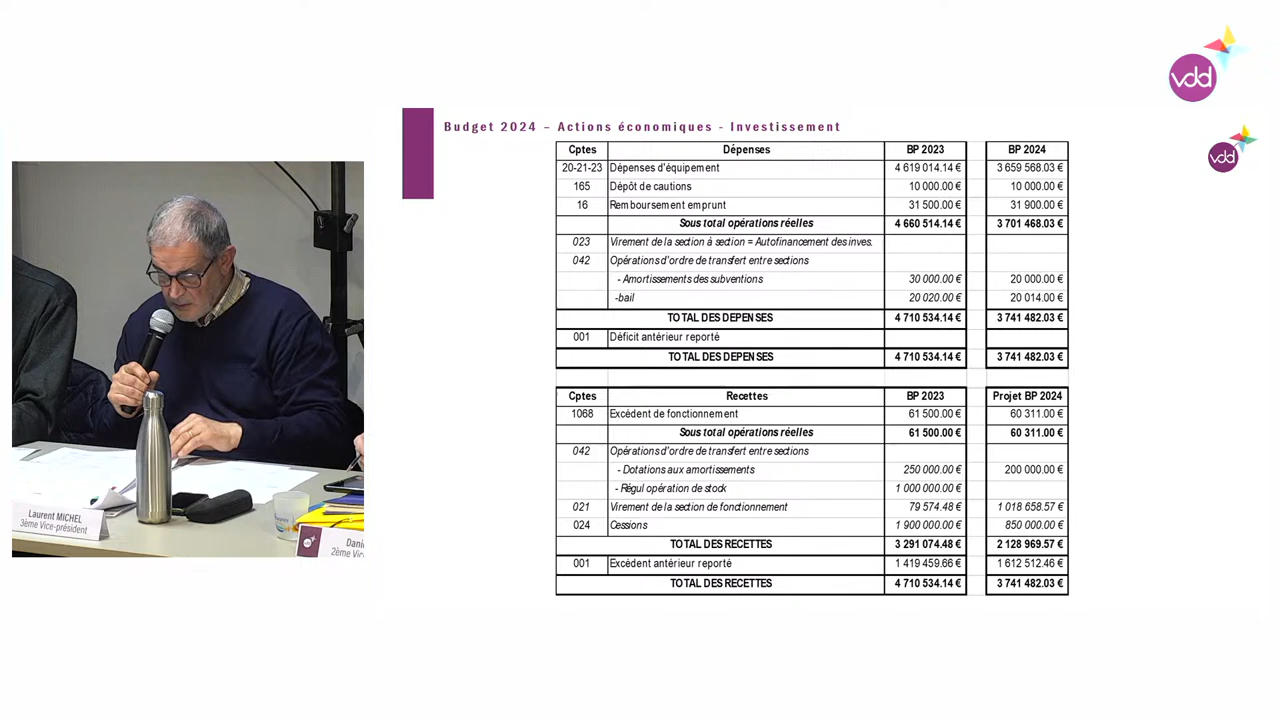 vdd
vdd
Budget 2024 – Actions économiques - Investissement
Cptes Dépenses BP 2023 BP 2024
20-21-23 Dépenses d'équipement 4 619 014.14 € 3 659 568.03 €
165 Dépôt de cautions 10 000.00 € 10 000.00 €
16 Remboursement emprunt 31 500.00 € 31 900.00 €
Sous total opérations réelles 4 660 514.14 € 3 701 468.03 €
023 Virement de la section à section = Autofinancement des inves.
042 Opérations d'ordre de transfert entre sections
- Amortissements des subventions 30 000.00 € 20 000.00 €
-bail 20 020.00 € 20 014.00 €
TOTAL DES DEPENSES 4 710 534.14 € 3 741 482.03 €
001 Déficit antérieur reporté
TOTAL DES DEPENSES 4 710 534.14 € 3 741 482.03 €
Cptes Recettes BP 2023 Projet BP 2024
1068 Excédent de fonctionnement 61 500.00 € 60 311.00 €
Sous total opérations réelles 61 500.00 € 60 311.00 €
042 Opérations d'ordre de transfert entre sections
- Dotations aux amortissements 250 000.00 € 200 000.00 €
- Régul opération de stock 1 000 000.00 €
021 Virement de la section de fonctionnement 79 574.48 € 1 018 658.57 €
024 Cessions 1 900 000.00 € 850 000.00 €
TOTAL DES RECETTES 3 291 074.48 € 2 128 969.57 €
001 Excédent antérieur reporté 1 419 459.66 € 1 612 512.46 €
TOTAL DES RECETTES 4 710 534.14 € 3 741 482.03 €
Laurent MICHEL
3ème Vice-président
vdd
Dani
2ème Vic